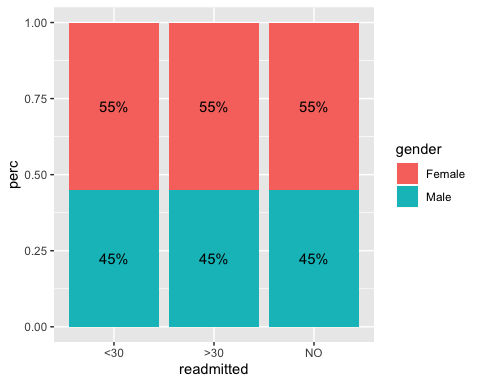 1.00
0.75
0.50
0.25
0.00
perc
55% 55% 55%
45% 45% 45%
<30 >30 NO
readmitted
gender
Female
Male